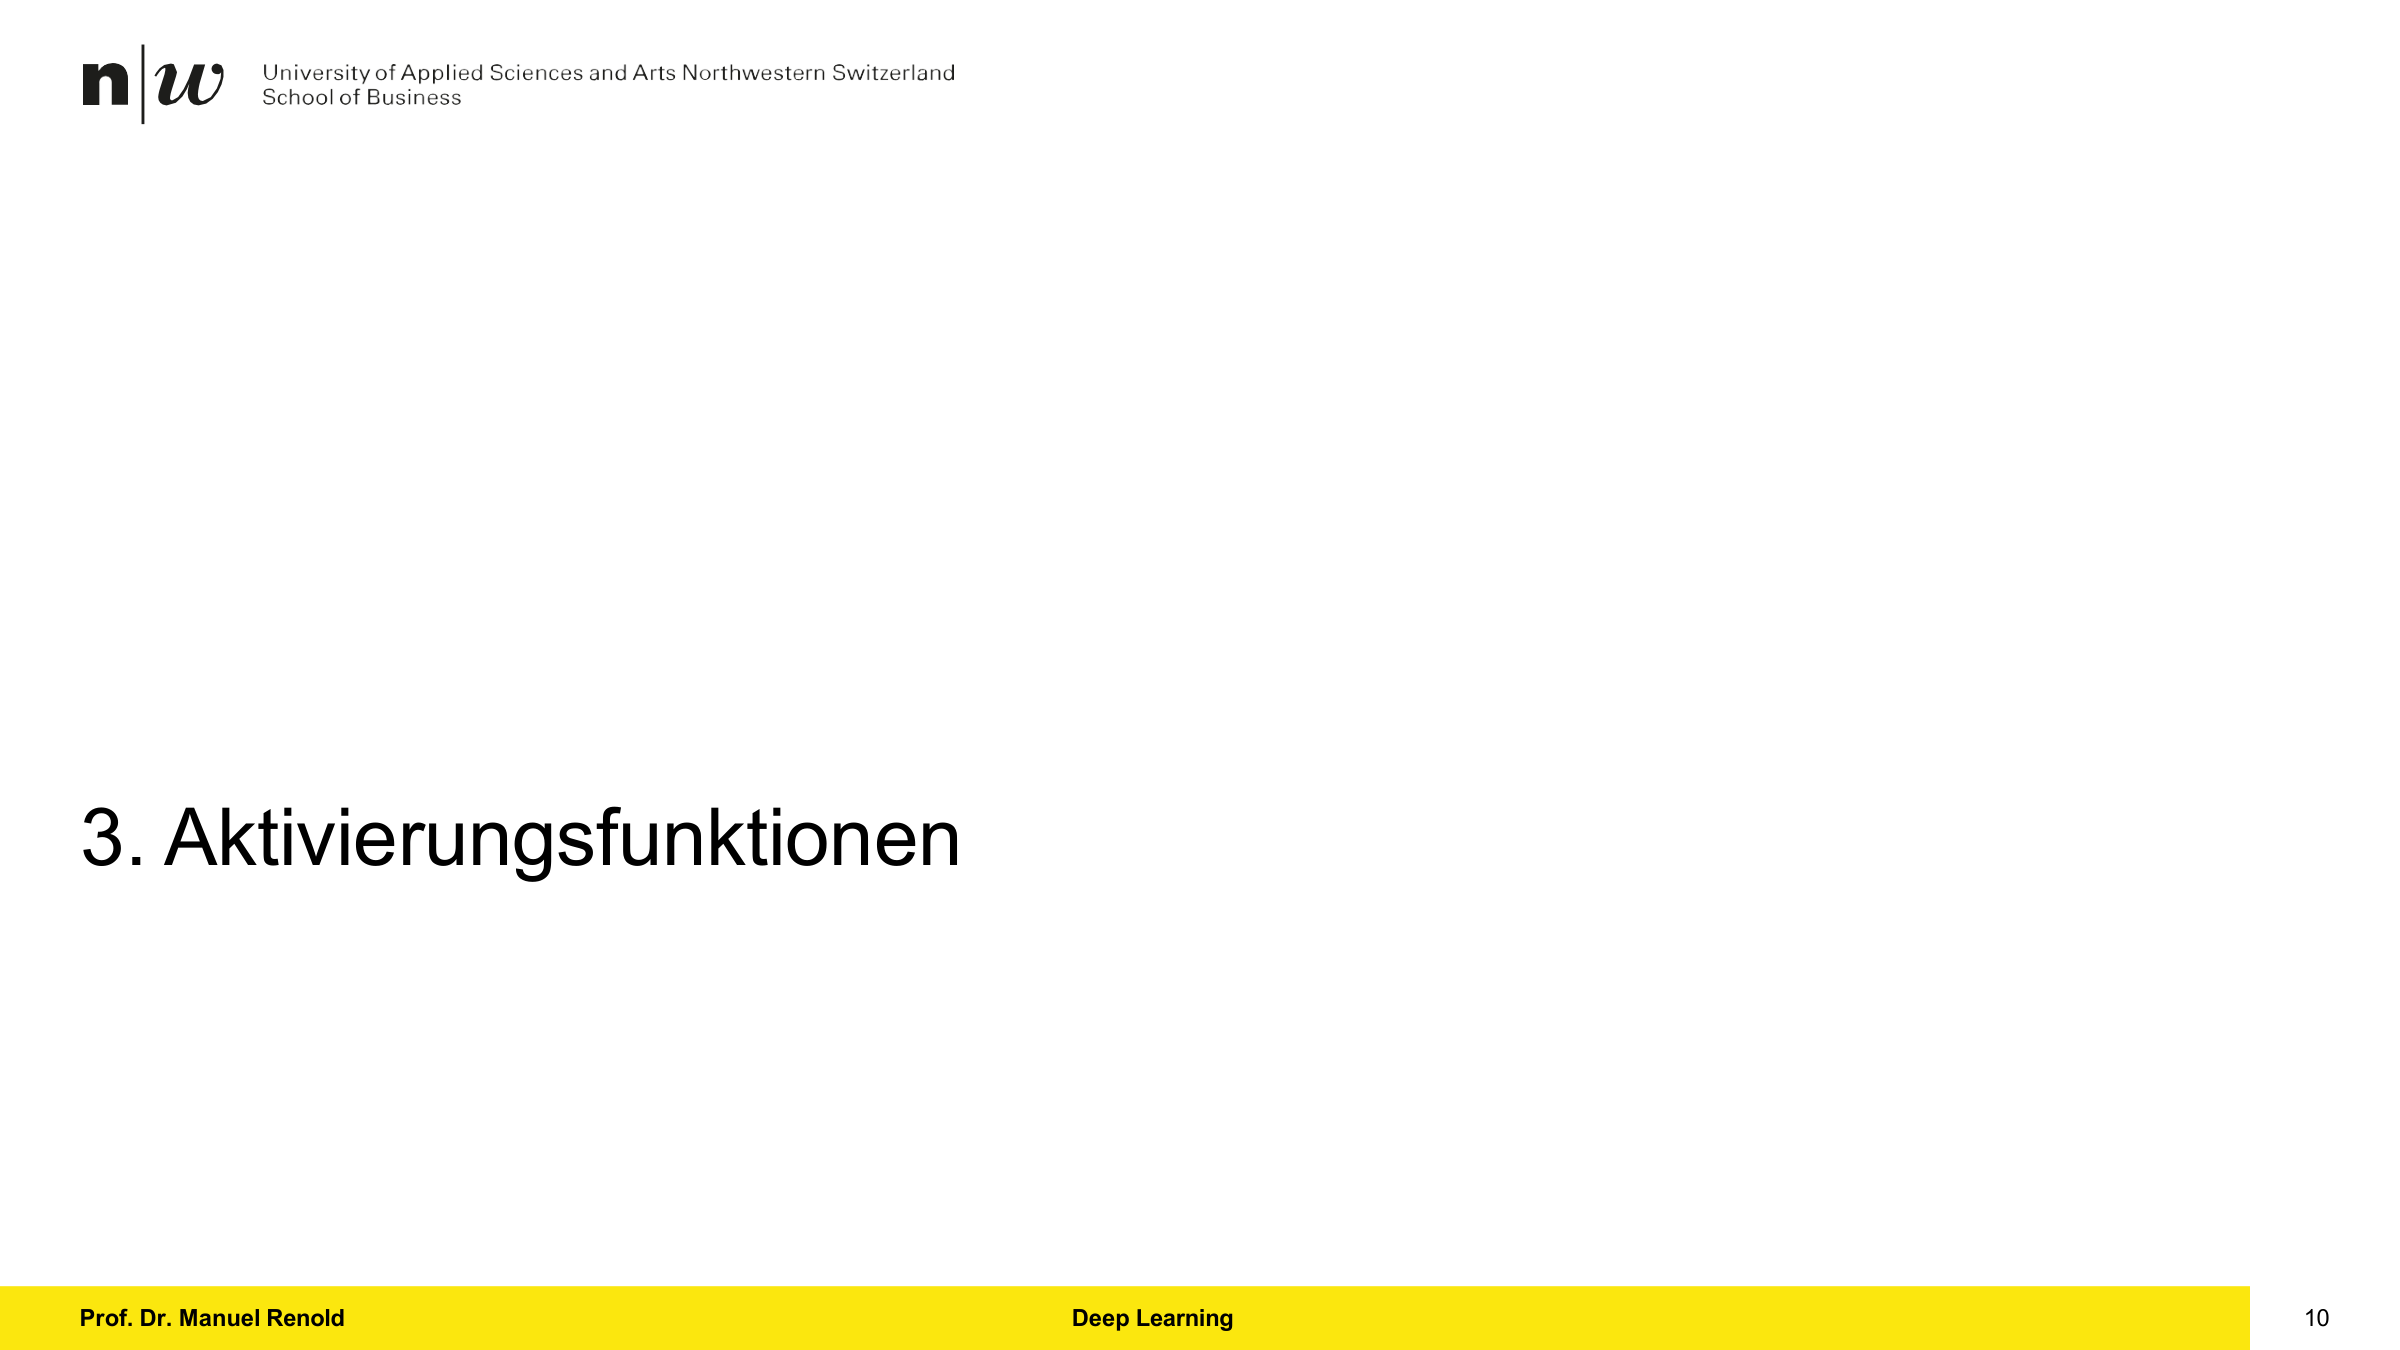 n|w
University of Applied Sciences and Arts Northwestern Switzerland
School of Business
3. Aktivierungsfunktionen
Prof. Dr. Manuel Renold
Deep Learning
10